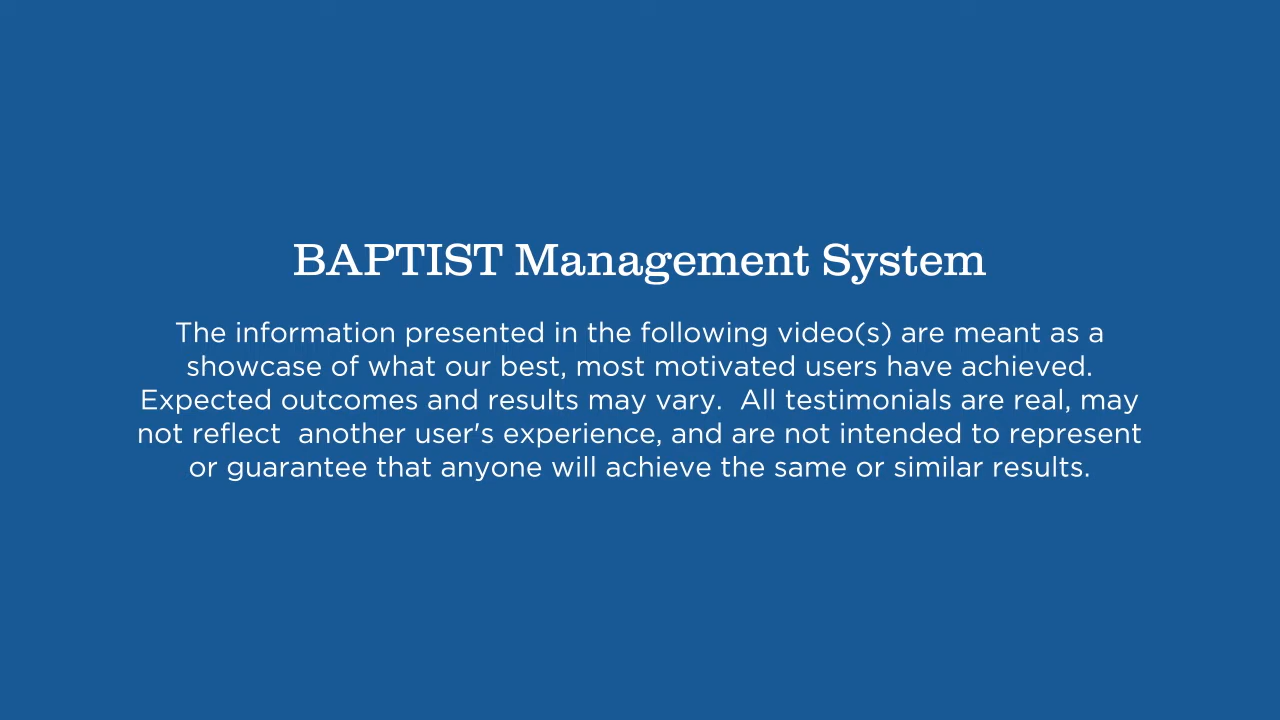 BAPTIST Management System
The information presented in the following video(s) are meant as a
showcase of what our best, most motivated users have achieved.
Expected outcomes and results may vary.  All testimonials are real, may
not reflect  another user's experience, and are not intended to represent
or guarantee that anyone will achieve the same or similar results.